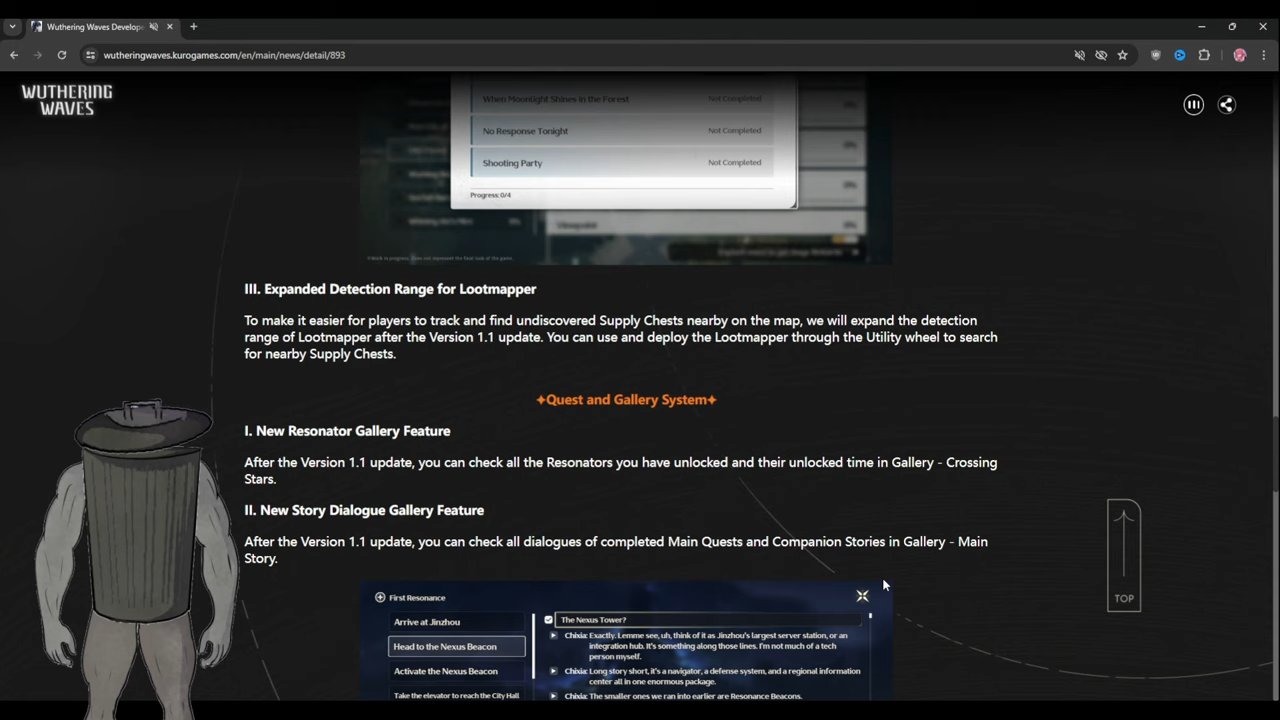 Wuthering Waves Develop
wutheringwaves.kurogames.com/en/main/news/detail/893
WUTHERING
WAVES
When Moonlight Shines in the Forest Not Completed
No Response Tonight Not Completed
Shooting Party Not Completed
Progress: 0/4
III. Expanded Detection Range for Lootmapper
To make it easier for players to track and find undiscovered Supply Chests nearby on the map, we will expand the detection
range of Lootmapper after the Version 1.1 update. You can use and deploy the Lootmapper through the Utility wheel to search
for nearby Supply Chests.
✦Quest and Gallery System✦
I. New Resonator Gallery Feature
After the Version 1.1 update, you can check all the Resonators you have unlocked and their unlocked time in Gallery - Crossing
Stars.
II. New Story Dialogue Gallery Feature
After the Version 1.1 update, you can check all dialogues of completed Main Quests and Companion Stories in Gallery - Main
Story.
First Resonance
Arrive at Jinzhou
Head to the Nexus Beacon
Activate the Nexus Beacon
Take the elevator to reach the City Hall
The Nexus Tower?
Chixia: Exactly. Lemme see, uh, think of it as Jinzhou's largest server station, or an
integration hub. It's something along those lines. I'm not much of a tech
person myself.
Chixia: Long story short, it's a navigator, a defense system, and a regional information
center all in one enormous package.
Chixia: The smaller ones we ran into earlier are Resonance Beacons.
TOP